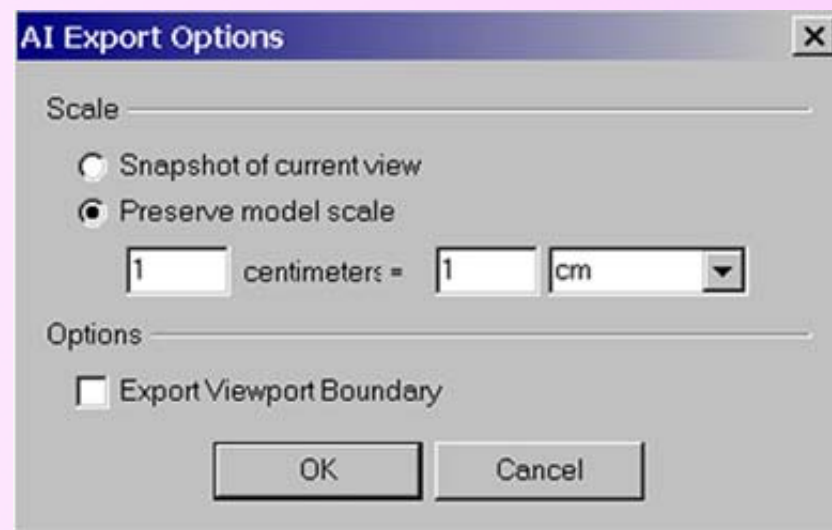 AI Export Options
Scale
Snapshot of current view
Preserve model scale
1 centimeters = 1 cm
Options
Export Viewport Boundary
OK Cancel